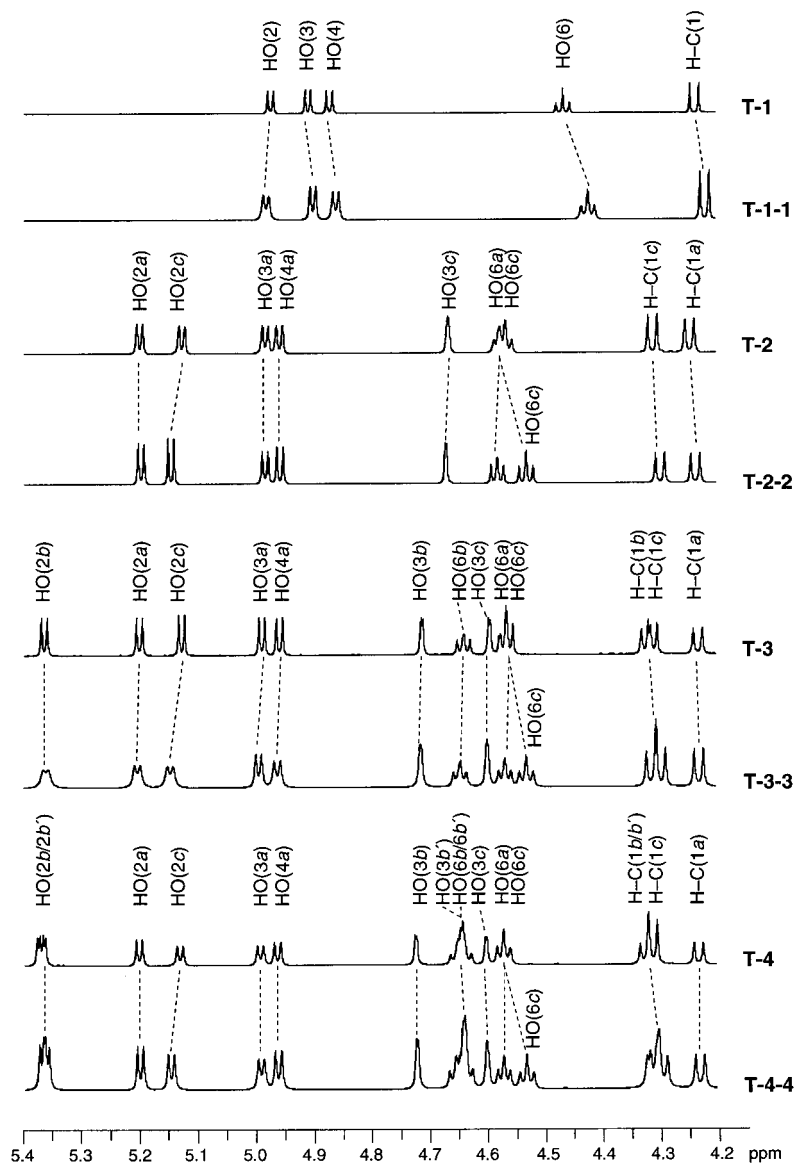 HO(2) HO(3) HO(4) HO(6) H–C(1)
T-1
T-1-1
HO(2a) HO(2c) HO(3a) HO(4a) HO(3c) HO(6a) HO(6c) H–C(1c) H–C(1a)
T-2
HO(6c)
T-2-2
HO(2b) HO(2a) HO(2c) HO(3a) HO(4a) HO(3b) HO(6b) HO(3c) HO(6a) HO(6c) H–C(1b) H–C(1c) H–C(1a)
T-3
HO(6c)
T-3-3
HO(2b/2b') HO(2a) HO(2c) HO(3a) HO(4a) HO(3b) HO(3b') HO(6b/6b') HO(3c) HO(6a) HO(6c) H–C(1b/b') H–C(1c) H–C(1a)
T-4
HO(6c)
T-4-4
5.4 5.3 5.2 5.1 5.0 4.9 4.8 4.7 4.6 4.5 4.4 4.3 4.2 ppm